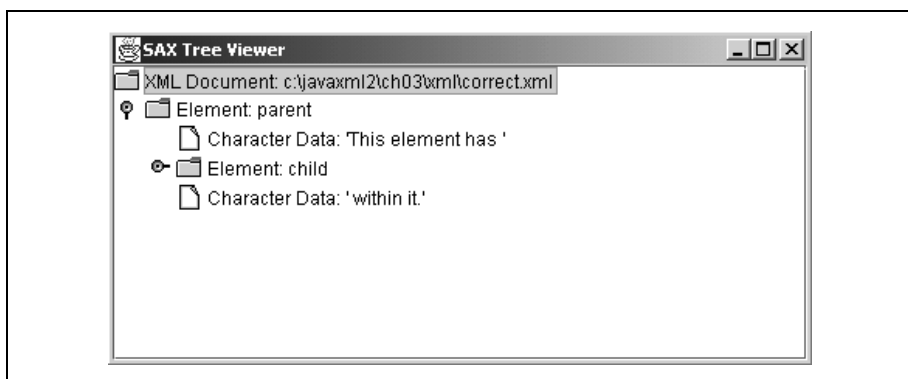 SAX Tree Viewer
XML Document: c:\javaxml2\ch03\xml\correct.xml
Element: parent
Character Data: 'This element has '
Element: child
Character Data: ' within it.'